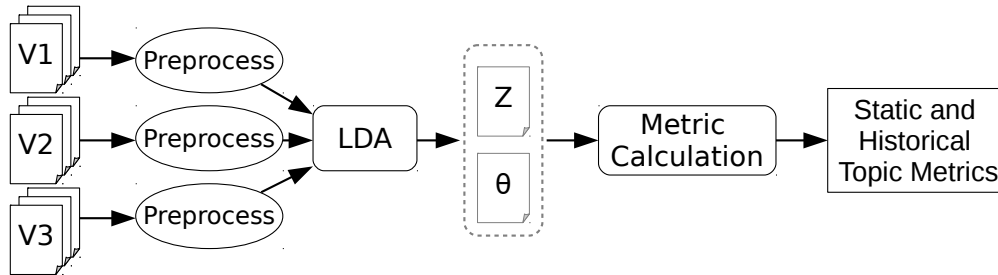 V1
Preprocess
V2
Preprocess
V3
Preprocess
LDA
Z
θ
Metric
Calculation
Static and
Historical
Topic Metrics